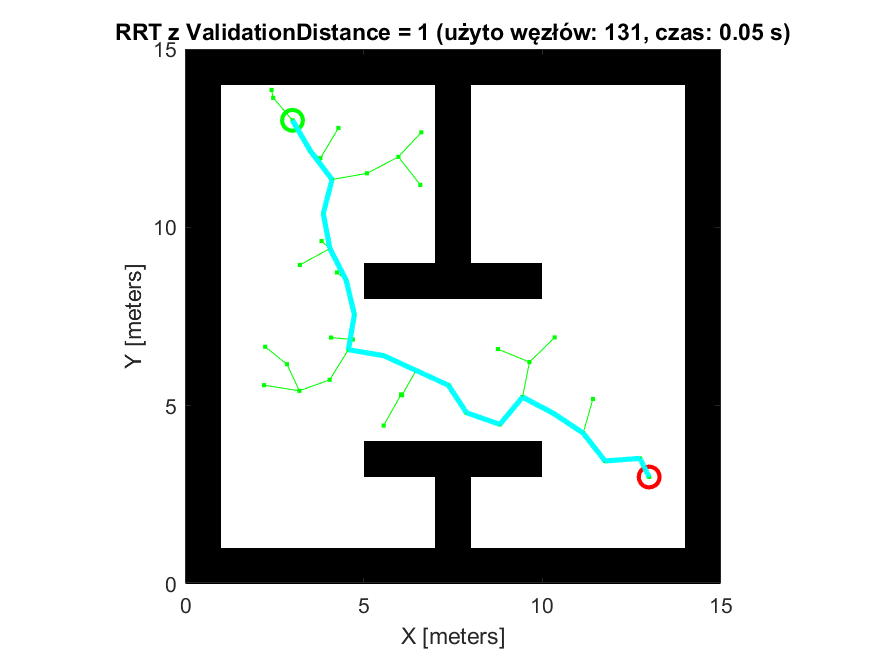 RRT z ValidationDistance = 1 (użyto węzłów: 131, czas: 0.05 s)
15
10
5
0
Y [meters]
0 5 10 15
X [meters]